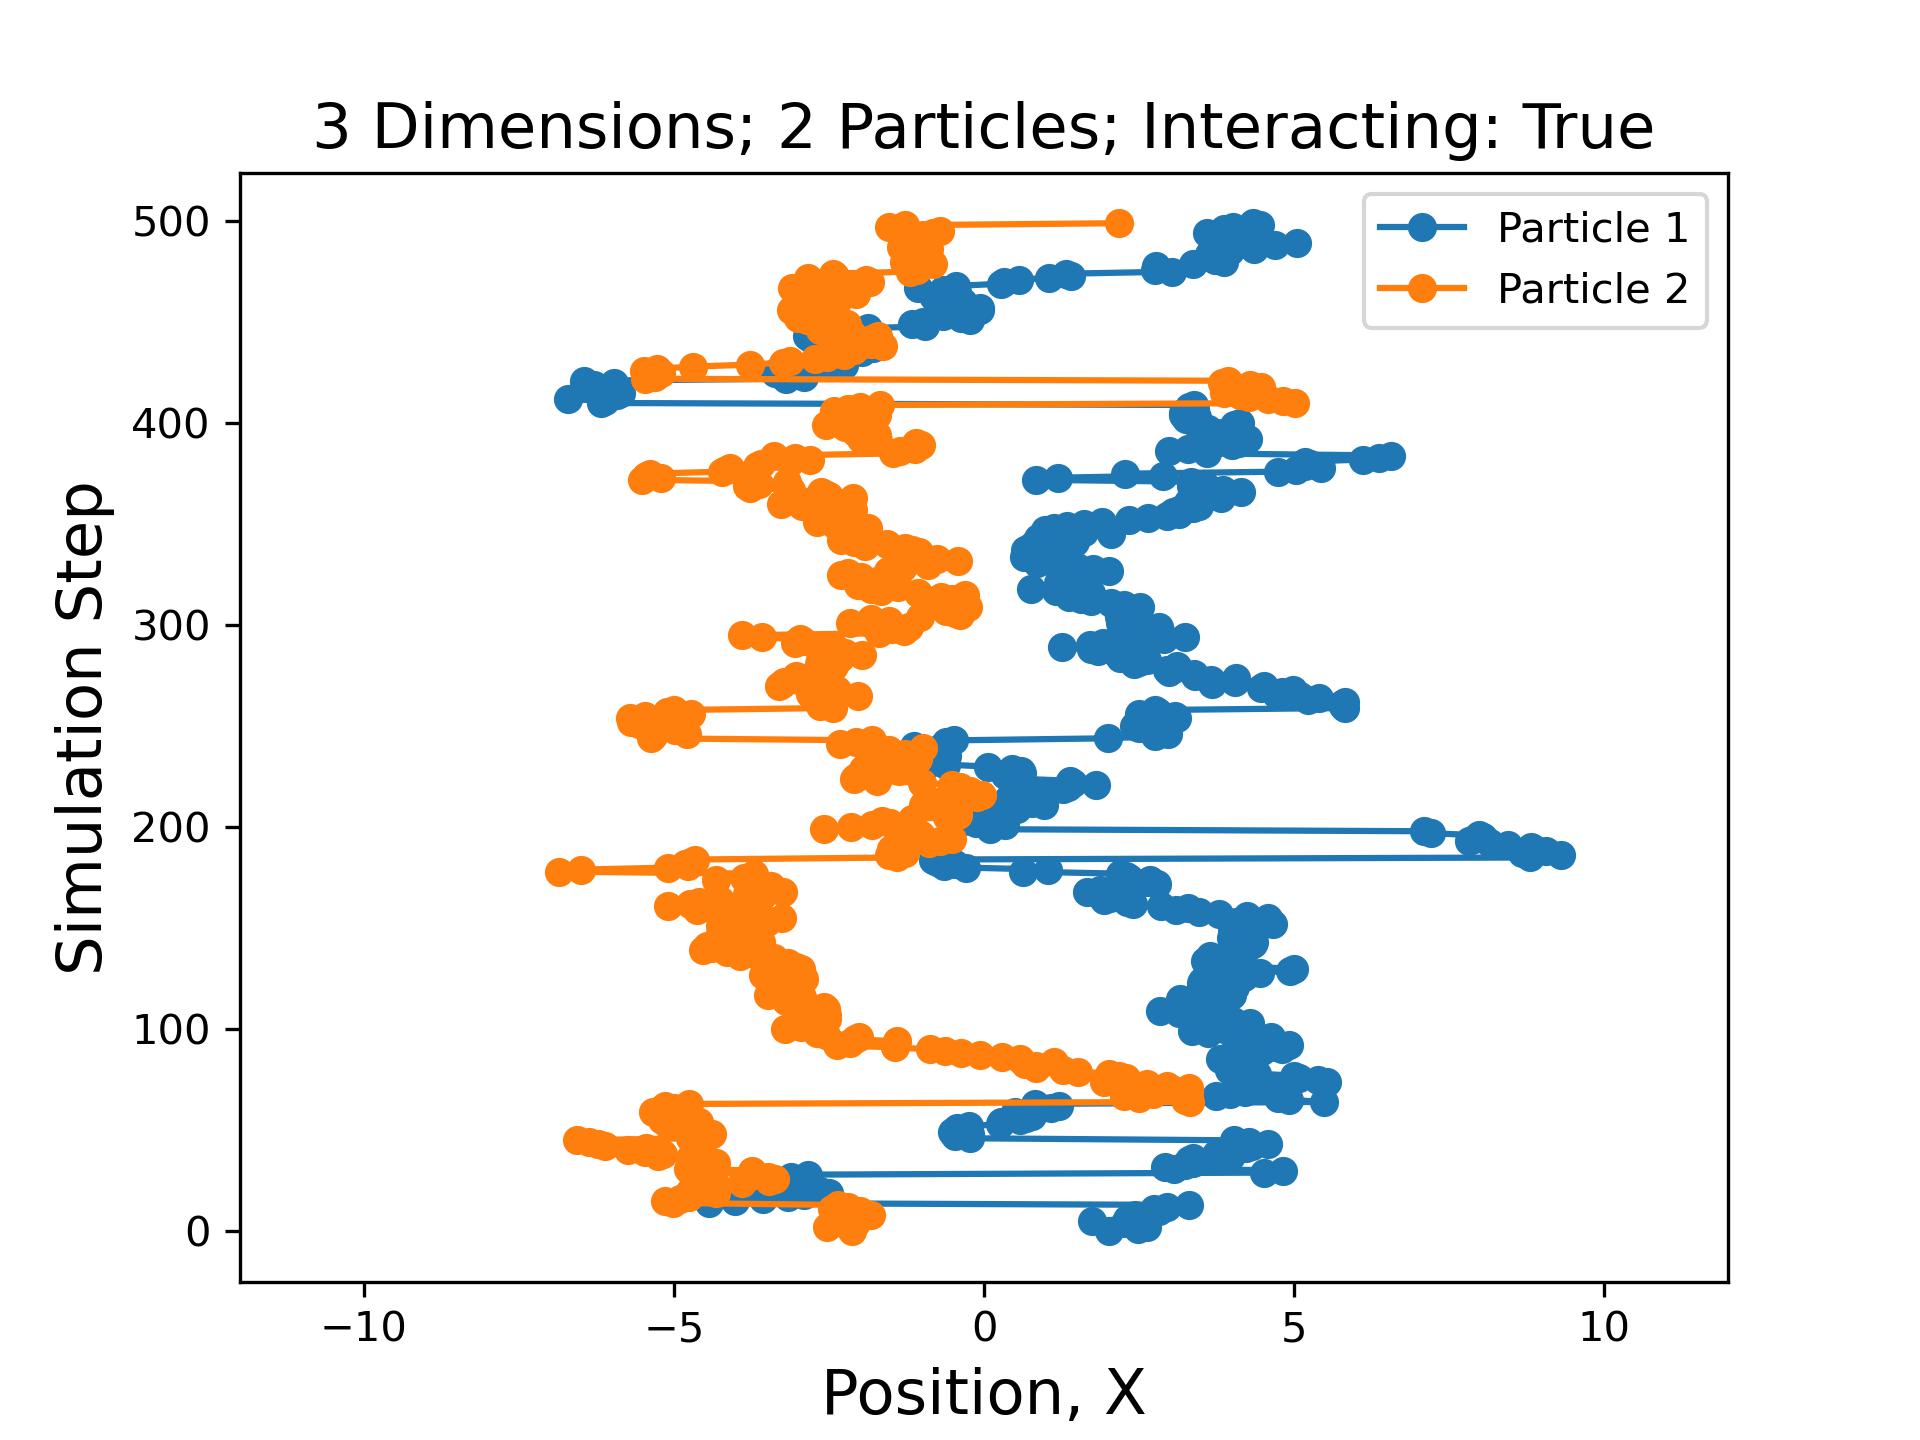 3 Dimensions; 2 Particles; Interacting: True
Particle 1
Particle 2
Simulation Step
500
400
300
200
100
0
−10
−5
0
5
10
Position, X